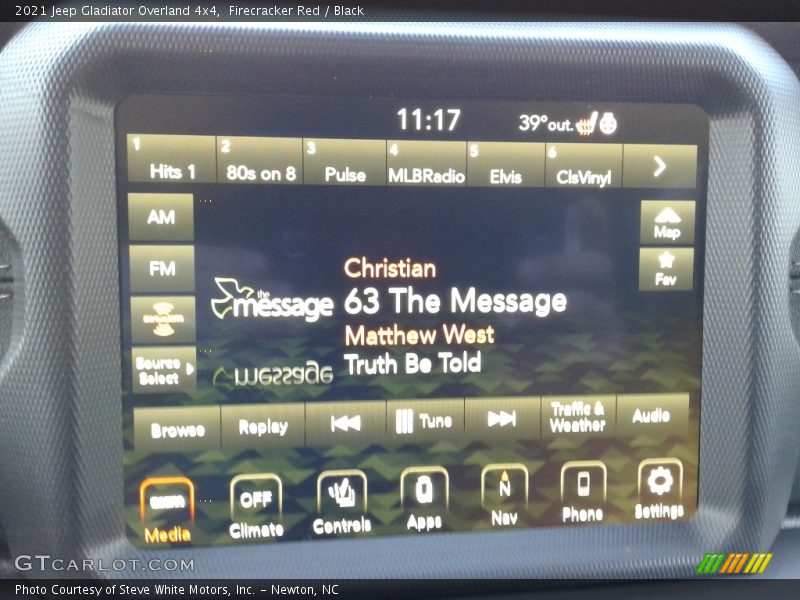 2021 Jeep Gladiator Overland 4x4,  Firecracker Red / Black
11:17
39° out.
1 Hits 1
2 80s on 8
3 Pulse
4 MLBRadio
5 Elvis
6 ClsVinyl
AM
Map
FM
Fav
Christian
the message
63 The Message
Matthew West
Truth Be Told
Source Select
message
Browse
Replay
Tune
Traffic & Weather
Audio
OFF
N
Media
Climate
Controls
Apps
Nav
Phone
Settings
GTCARLOT.COM
Photo Courtesy of Steve White Motors, Inc. – Newton, NC